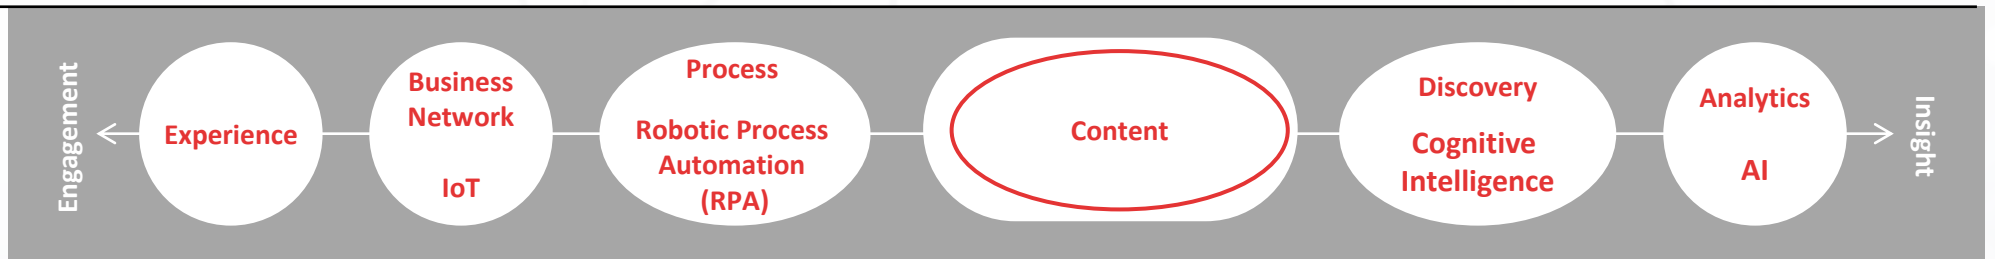 Engagement
Experience
Business
Network
IoT
Process
Robotic Process
Automation
(RPA)
Content
Discovery
Cognitive
Intelligence
Analytics
AI
Insight